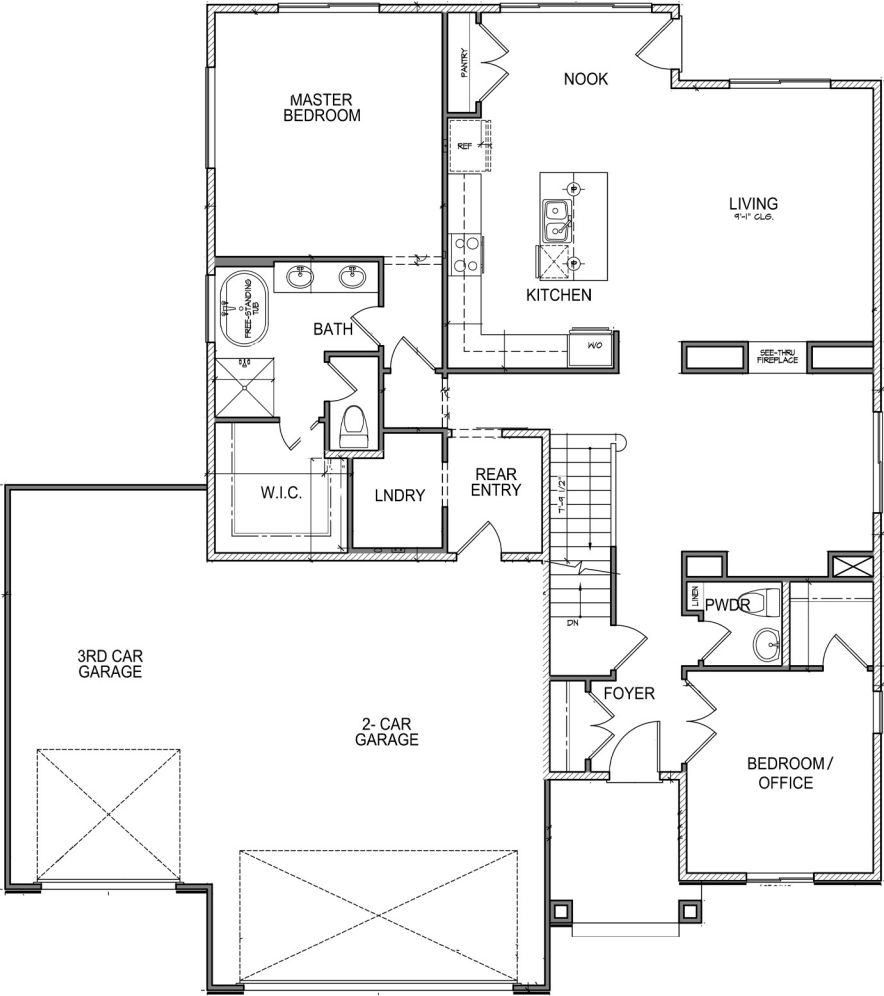 PANTRY
NOOK
MASTER
BEDROOM
REF
LIVING
9'-1" CLG.
KITCHEN
FREE-STANDING
TUB
BATH
W/O
SEE-THRU
FIREPLACE
W.I.C.
LNDRY
REAR
ENTRY
7'-9 1/2"
LINEN
PWDR
DN
3RD CAR
GARAGE
FOYER
2- CAR
GARAGE
BEDROOM /
OFFICE